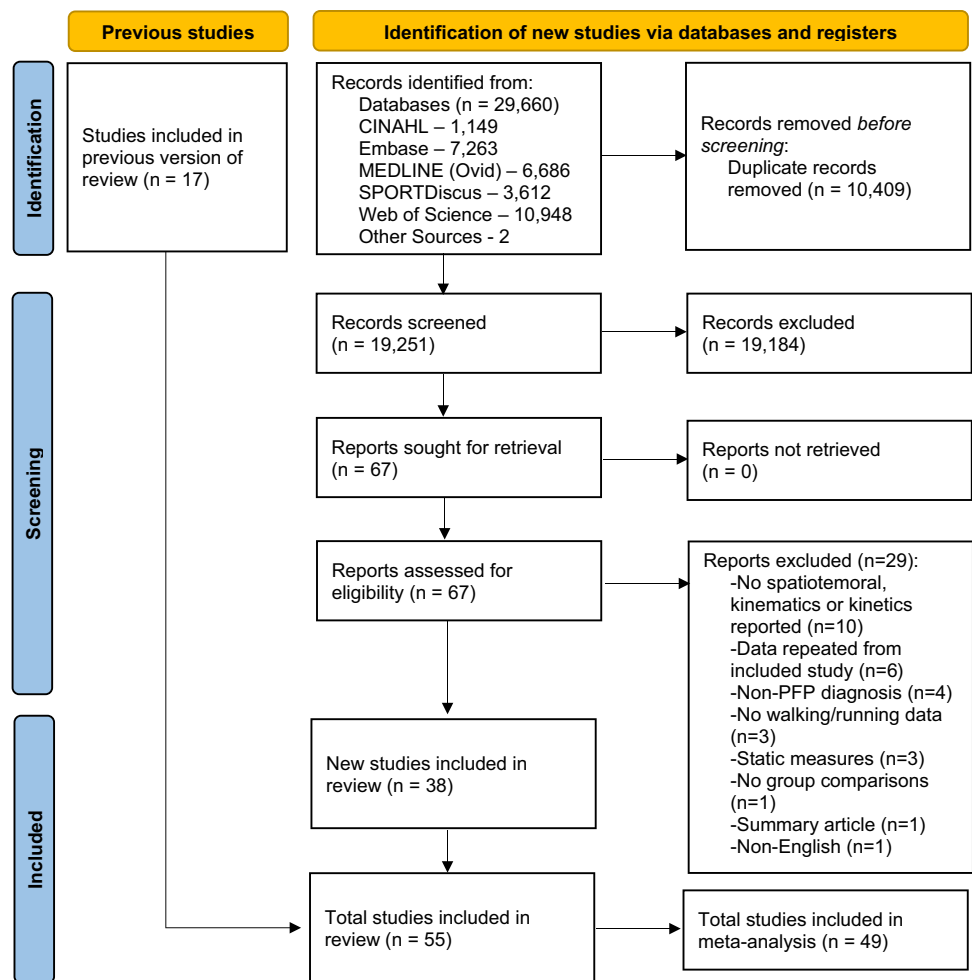 Previous studies
Identification of new studies via databases and registers
Identification
Studies included in
previous version of
review (n = 17)
Records identified from:
Databases (n = 29,660)
CINAHL – 1,149
Embase – 7,263
MEDLINE (Ovid) – 6,686
SPORTDiscus – 3,612
Web of Science – 10,948
Other Sources - 2
Records removed before
screening:
Duplicate records
removed (n = 10,409)
Screening
Records screened
(n = 19,251)
Records excluded
(n = 19,184)
Reports sought for retrieval
(n = 67)
Reports not retrieved
(n = 0)
Reports assessed for
eligibility (n = 67)
Reports excluded (n=29):
-No spatiotemoral,
kinematics or kinetics
reported (n=10)
-Data repeated from
included study (n=6)
-Non-PFP diagnosis (n=4)
-No walking/running data
(n=3)
-Static measures (n=3)
-No group comparisons
(n=1)
-Summary article (n=1)
-Non-English (n=1)
Included
New studies included in
review (n = 38)
Total studies included in
review (n = 55)
Total studies included in
meta-analysis (n = 49)